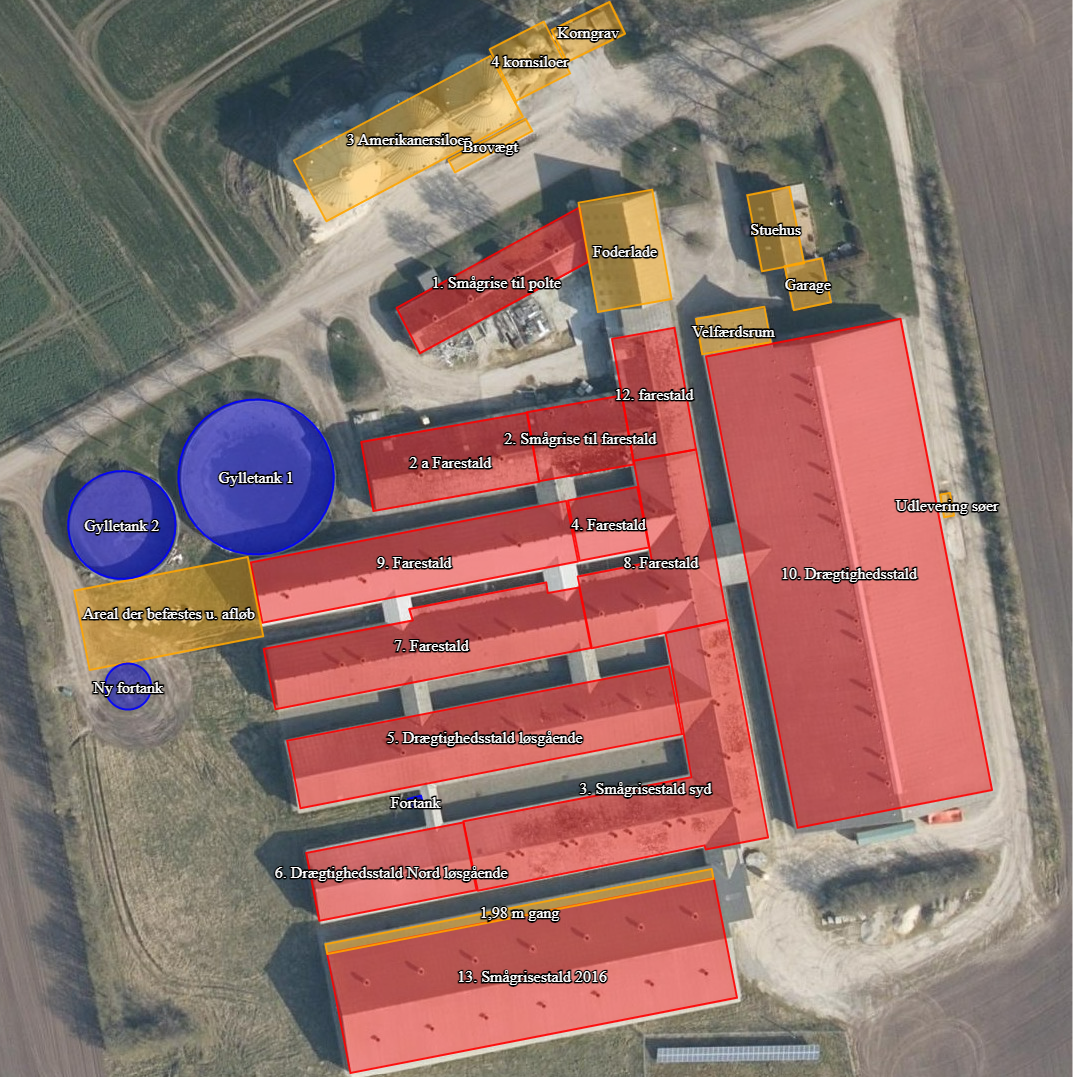 Korngrav
4 kornsiloer
3 Amerikanersiloer
Brovægt
Stuehus
Foderlade
1. Smågrise til polte
Garage
Velfærdsrum
12. farestald
2. Smågrise til farestald
2 a Farestald
Gylletank 1
Udlevering søer
Gylletank 2
4. Farestald
9. Farestald
8. Farestald
10. Drægtighedsstald
Areal der befæstes u. afløb
7. Farestald
Ny fortank
5. Drægtighedsstald løsgående
3. Smågrisestald syd
Fortank
6. Drægtighedsstald Nord løsgående
1,98 m gang
13. Smågrisestald 2016